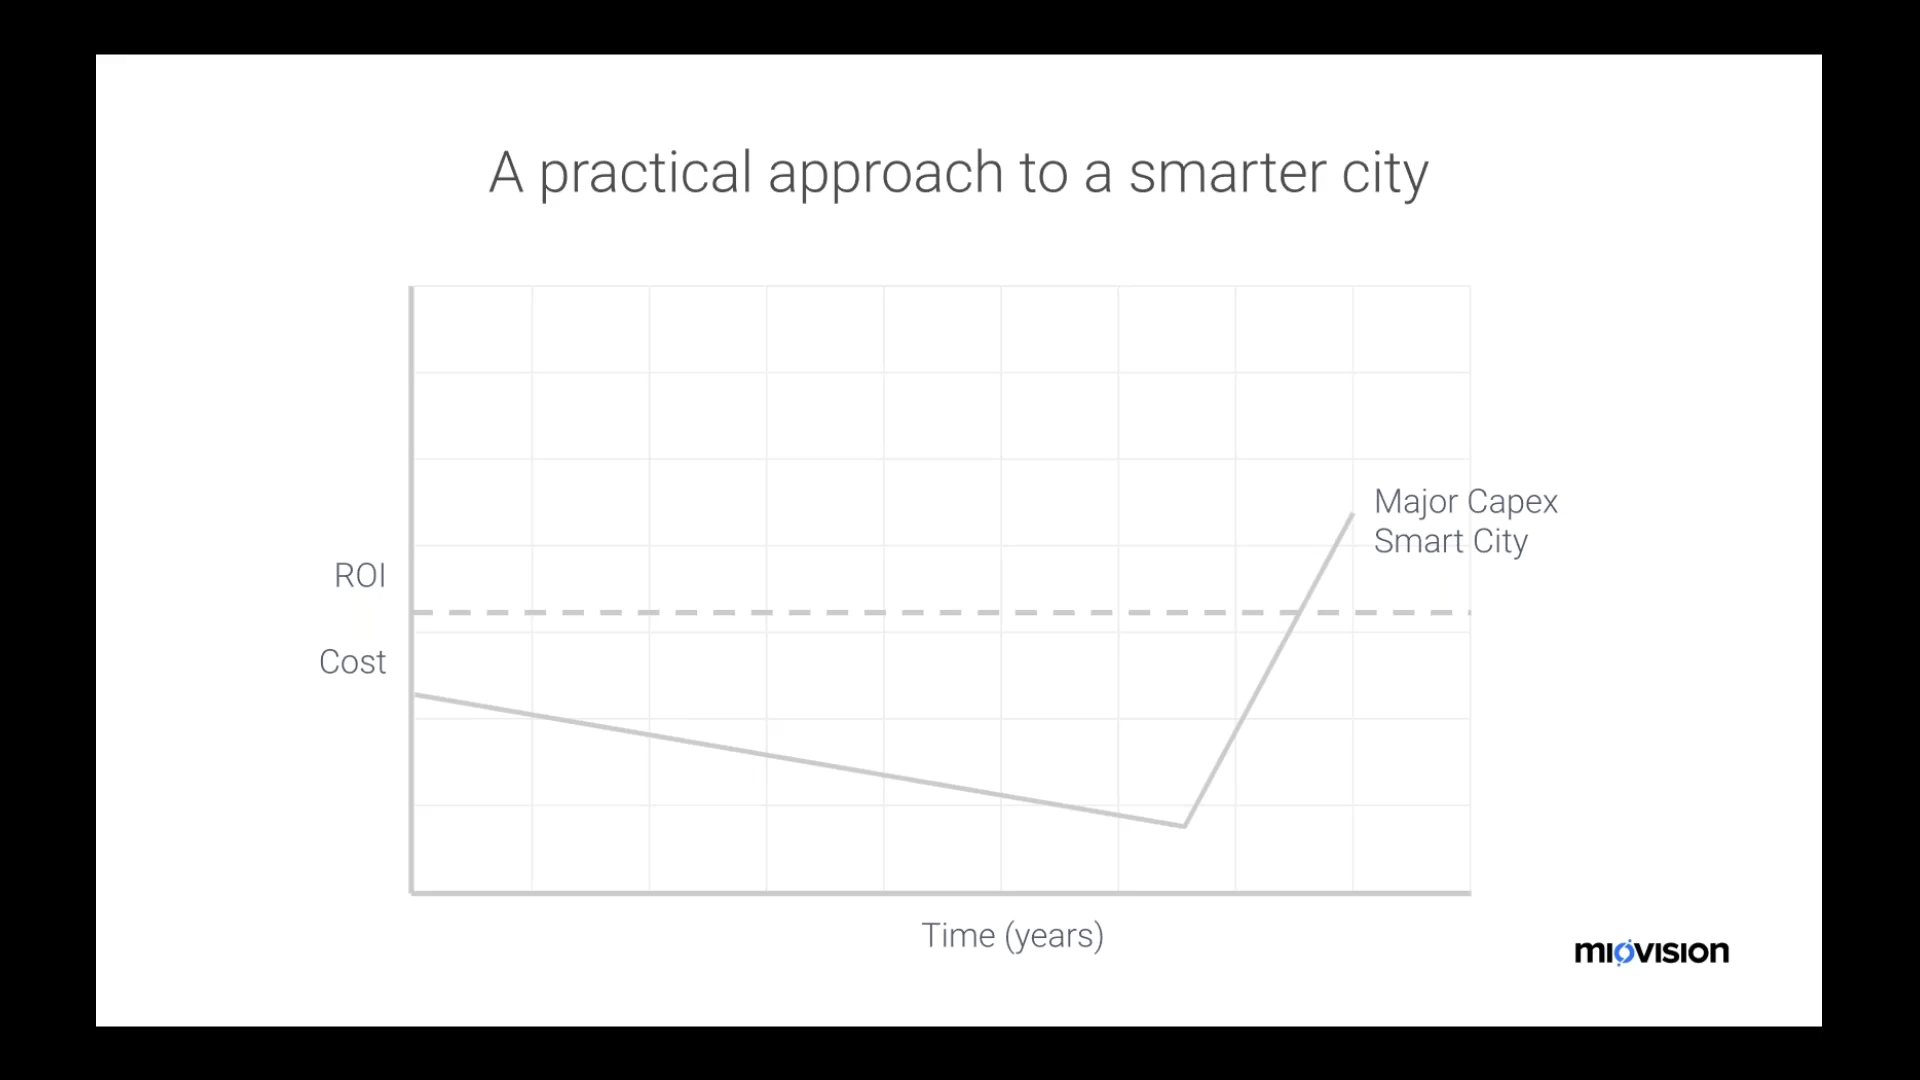 A practical approach to a smarter city
Major Capex
Smart City
ROI
Cost
Time (years)
miovision